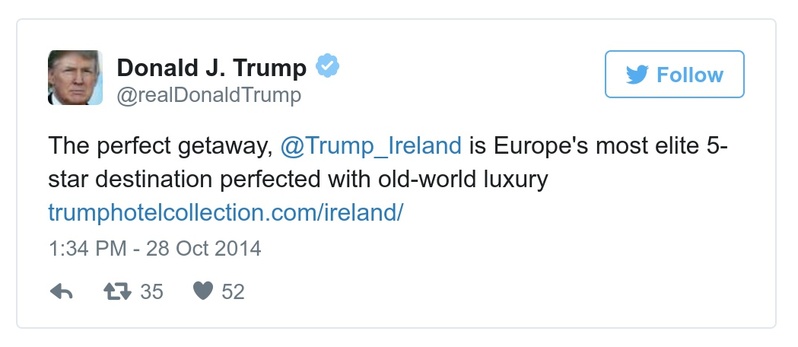 Donald J. Trump
@realDonaldTrump
Follow
The perfect getaway, @Trump_Ireland is Europe's most elite 5-
star destination perfected with old-world luxury
trumphotelcollection.com/ireland/
1:34 PM - 28 Oct 2014
35 52